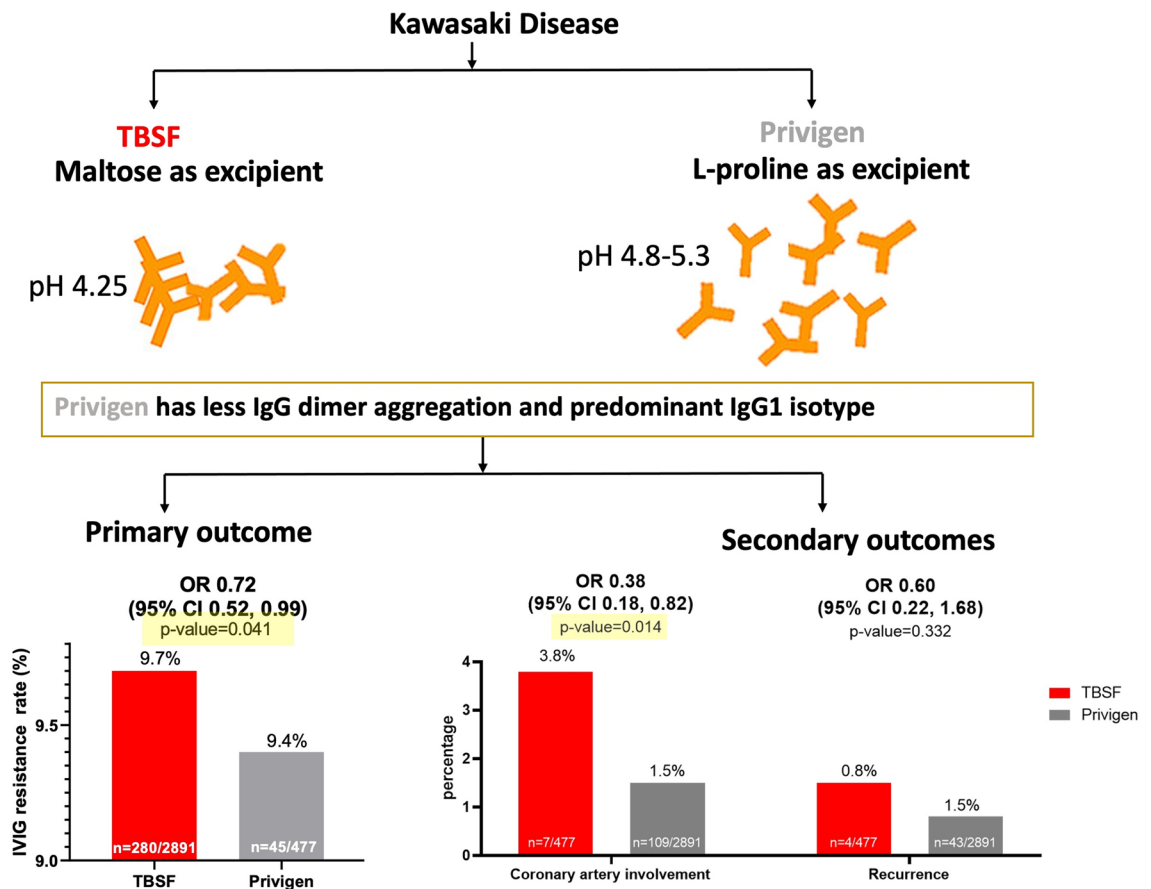 Kawasaki Disease
TBSF
Maltose as excipient
Privigen
L-proline as excipient
pH 4.25
pH 4.8-5.3
Privigen has less IgG dimer aggregation and predominant IgG1 isotype
Primary outcome
Secondary outcomes
OR 0.72
(95% CI 0.52, 0.99)
p-value=0.041
IVIG resistance rate (%)
9.5
9.0
9.7%
9.4%
n=280/2891
n=45/477
TBSF
Privigen
OR 0.38
(95% CI 0.18, 0.82)
p-value=0.014
OR 0.60
(95% CI 0.22, 1.68)
p-value=0.332
percentage
4
3
2
1
0
3.8%
1.5%
0.8%
1.5%
n=7/477
n=109/2891
n=4/477
n=43/2891
Coronary artery involvement
Recurrence
TBSF
Privigen